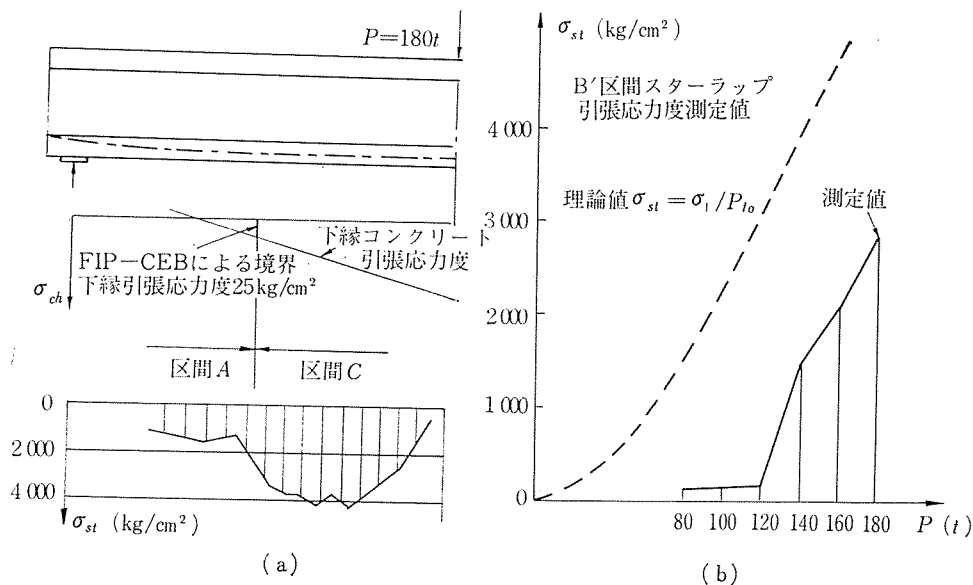 P=180t
下縁コンクリート
引張応力度
FIP−CEBによる境界
下縁引張応力度25kg/cm²
σch
区間A
区間C
0
2 000
4 000
σst (kg/cm²)
(a)
σst (kg/cm²)
B′区間スターラップ
引張応力度測定値
4 000
理論値σst=σ1/Pt0
測定値
3 000
2 000
1 000
0
80 100 120 140 160 180 P (t)
(b)